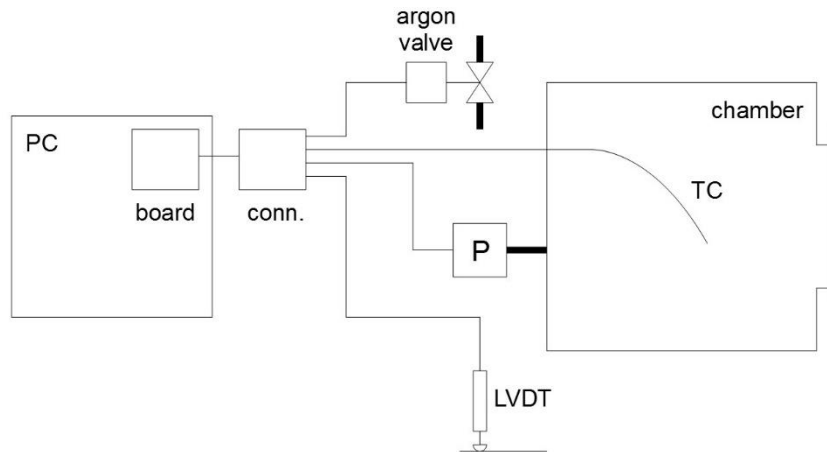 argon
valve
chamber
PC
TC
board
conn.
P
LVDT